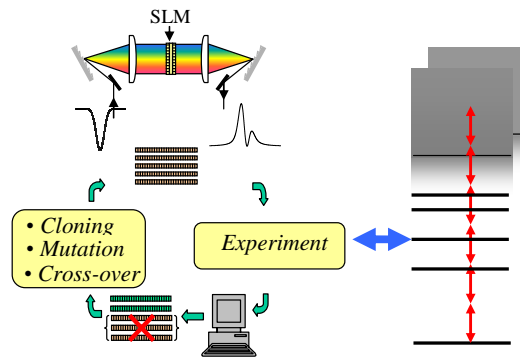 SLM
• Cloning
• Mutation
• Cross-over
Experiment